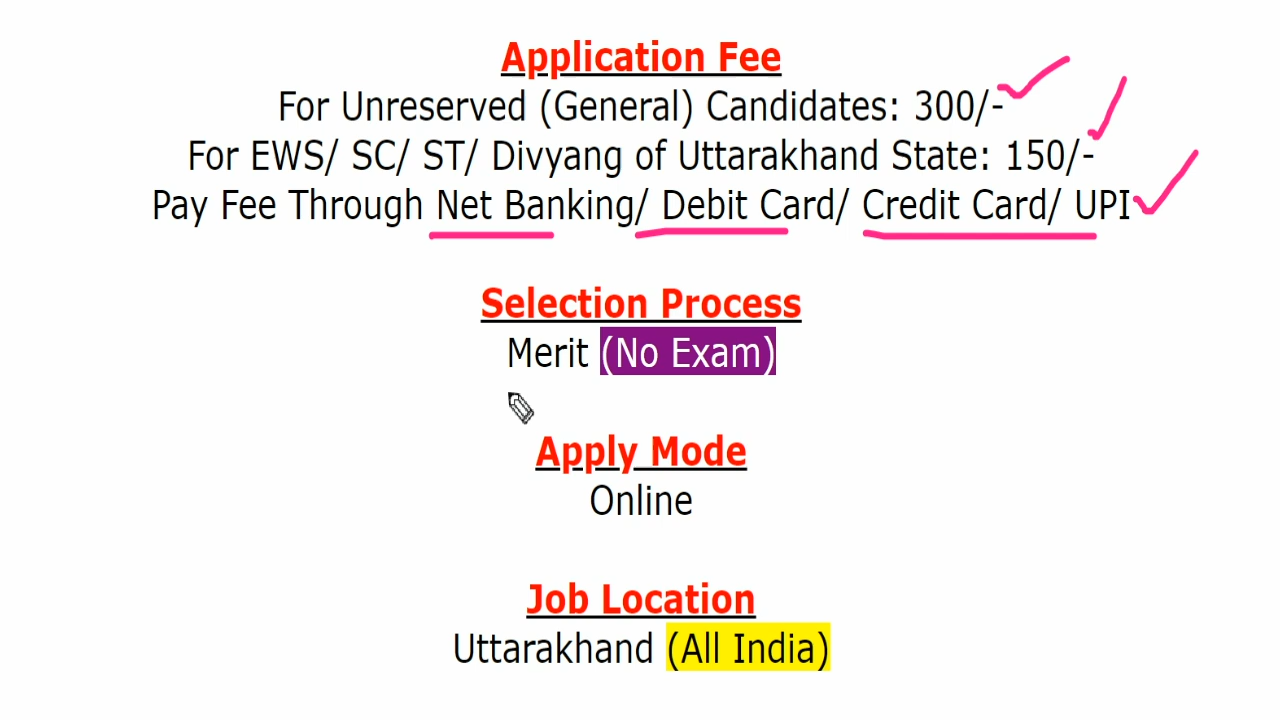 Application Fee
For Unreserved (General) Candidates: 300/-
For EWS/ SC/ ST/ Divyang of Uttarakhand State: 150/-
Pay Fee Through Net Banking/ Debit Card/ Credit Card/ UPI
Selection Process
Merit (No Exam)
Apply Mode
Online
Job Location
Uttarakhand (All India)